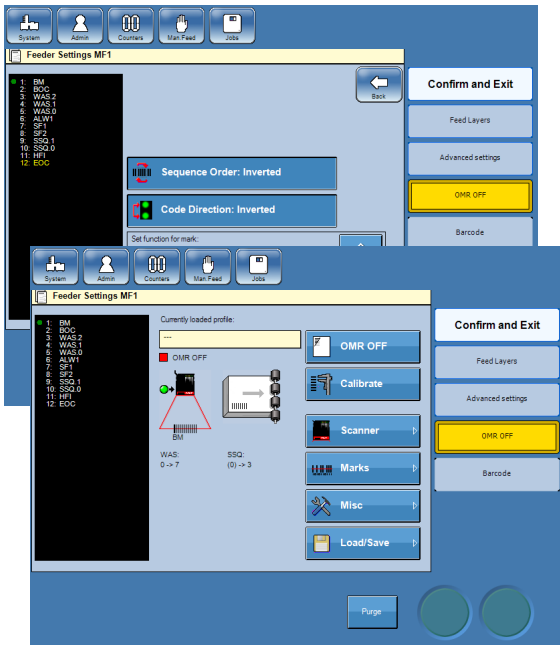 System Admin Counters Man.Feed Jobs
Feeder Settings MF1
1: BM
2: BOC
3: WAS.2
4: WAS.1
5: WAS.0
6: ALW1
7: SF1
8: SF2
9: SSQ.1
10: SSQ.0
11: HFI
12: EOC
Back
Sequence Order: Inverted
Code Direction: Inverted
Set function for mark:
Confirm and Exit
Feed Layers
Advanced settings
OMR OFF
Barcode
System Admin Counters Man.Feed Jobs
Feeder Settings MF1
1: BM
2: BOC
3: WAS.2
4: WAS.1
5: WAS.0
6: ALW1
7: SF1
8: SF2
9: SSQ.1
10: SSQ.0
11: HFI
12: EOC
Currently loaded profile:
---
OMR OFF
BM
WAS:
0 -> 7
SSQ:
(0) -> 3
OMR OFF
Calibrate
Scanner
Marks
Misc
Load/Save
Confirm and Exit
Feed Layers
Advanced settings
OMR OFF
Barcode
Purge